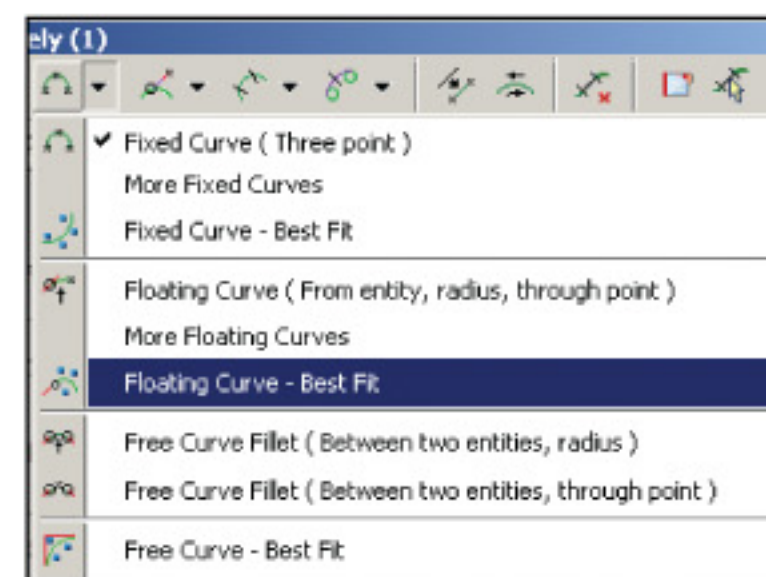 ely (1)
Fixed Curve ( Three point )
More Fixed Curves
Fixed Curve - Best Fit
Floating Curve ( From entity, radius, through point )
More Floating Curves
Floating Curve - Best Fit
Free Curve Fillet ( Between two entities, radius )
Free Curve Fillet ( Between two entities, through point )
Free Curve - Best Fit